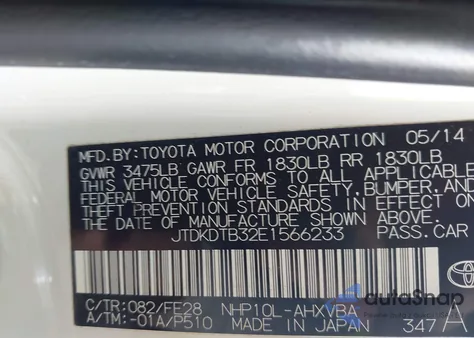 MFD.BY:TOYOTA MOTOR CORPORATION 05/14
GVWR 3475LB GAWR FR 1830LB RR 1830LB
THIS VEHICLE CONFORMS TO ALL APPLICABLE
FEDERAL MOTOR VEHICLE SAFETY,BUMPER,AND
THEFT PREVENTION STANDARDS IN EFFECT ON
THE DATE OF MANUFACTURE SHOWN ABOVE.
JTDKDTB32E1566233 PASS.CAR
C/TR:082/FE28 NHP10L-AHXVBA
A/TM:-01A/P510 MADE IN JAPAN 347 A
TOYOTA
autoSnap